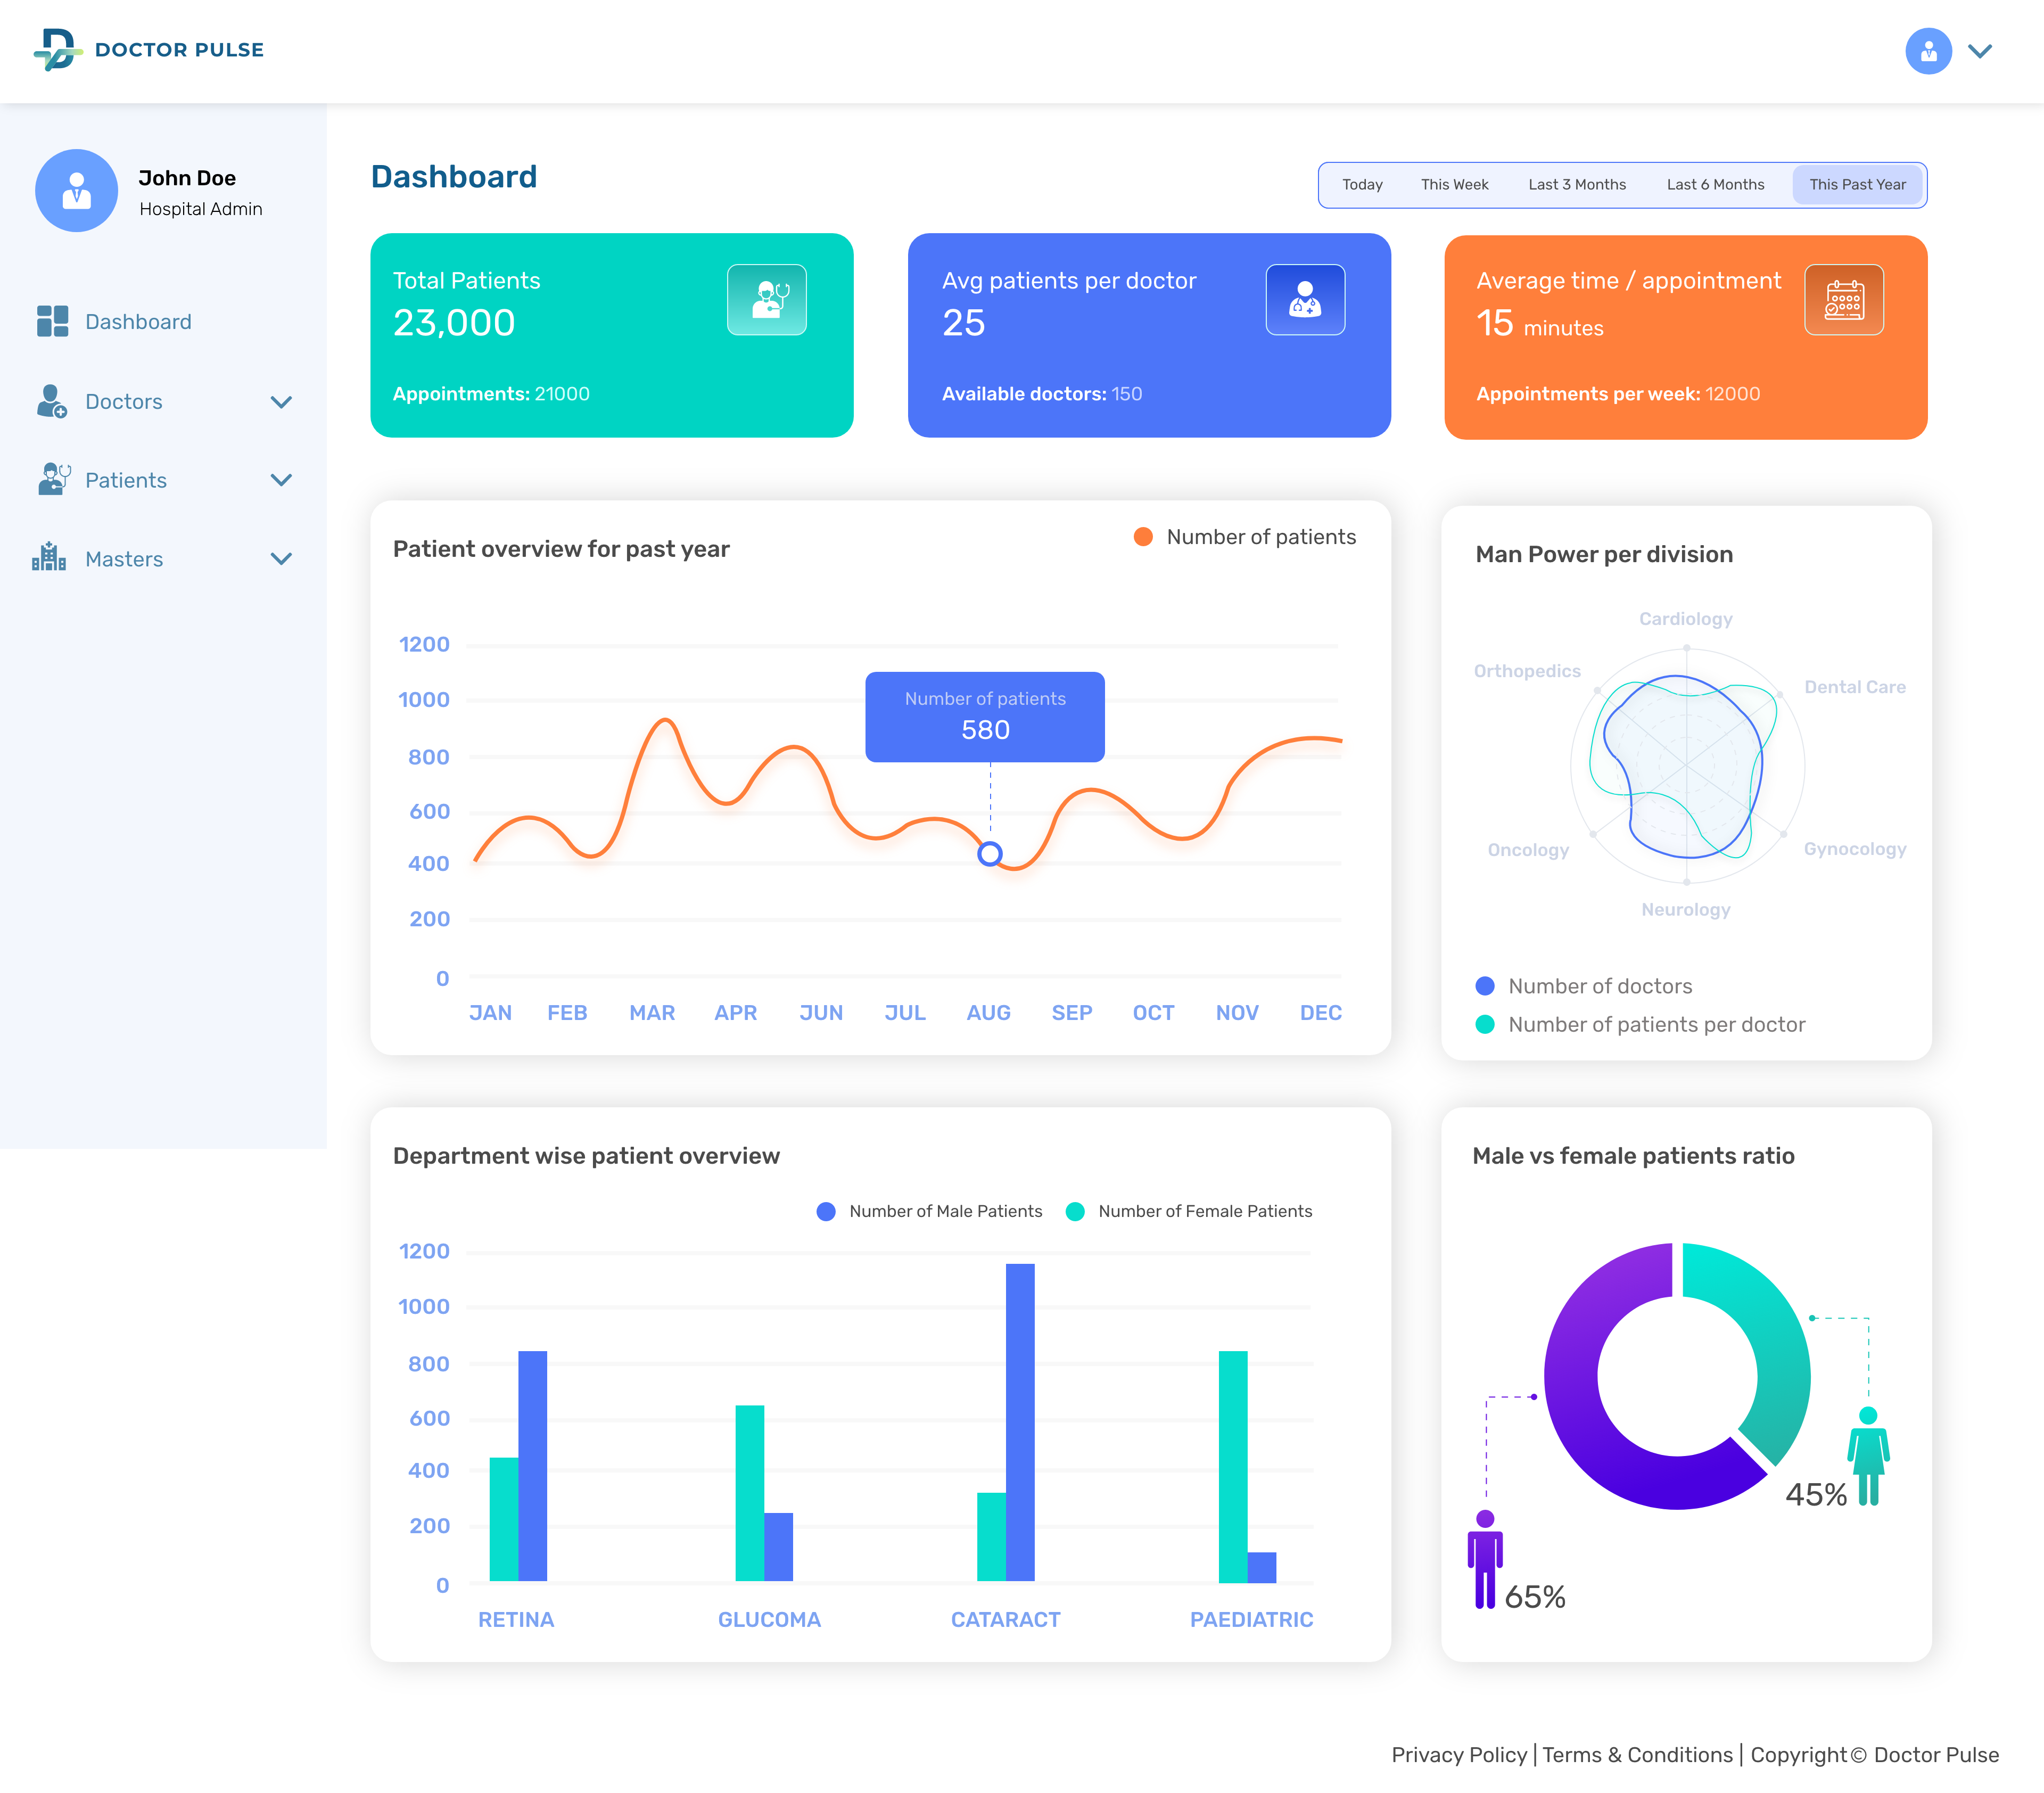 DOCTOR PULSE
John Doe
Hospital Admin
Dashboard
Doctors
Patients
Masters
Dashboard
Today This Week Last 3 Months Last 6 Months This Past Year
Total Patients
23,000
Appointments: 21000
Avg patients per doctor
25
Available doctors: 150
Average time / appointment
15 minutes
Appointments per week: 12000
Patient overview for past year
Number of patients
1200
1000
800
600
400
200
0
Number of patients
580
JAN FEB MAR APR JUN JUL AUG SEP OCT NOV DEC
Man Power per division
Cardiology
Orthopedics
Dental Care
Oncology
Gynocology
Neurology
Number of doctors
Number of patients per doctor
Department wise patient overview
Number of Male Patients Number of Female Patients
1200
1000
800
600
400
200
0
RETINA GLUCOMA CATARACT PAEDIATRIC
Male vs female patients ratio
45%
65%
Privacy Policy | Terms & Conditions | Copyright© Doctor Pulse